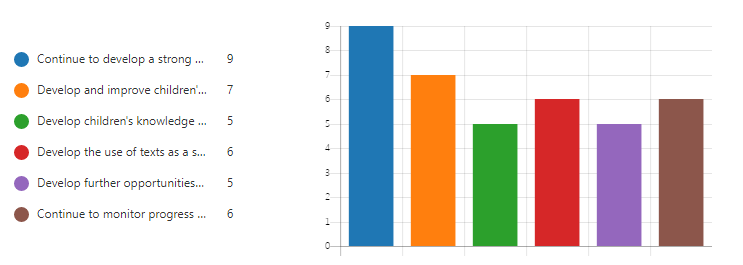 Continue to develop a strong ... 9
Develop and improve children'... 7
Develop children's knowledge ... 5
Develop the use of texts as a s... 6
Develop further opportunities... 5
Continue to monitor progress ... 6
9
8
7
6
5
4
3
2
1
0